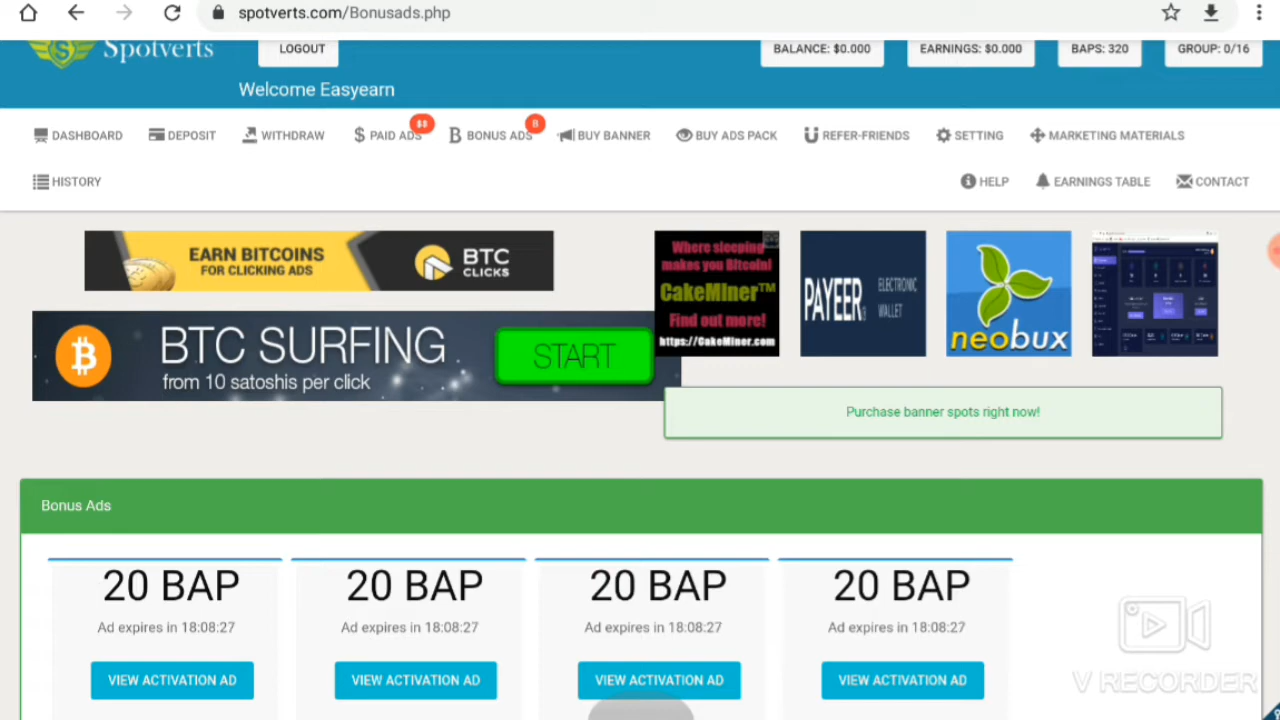 spotverts.com/Bonusads.php
Spotverts
LOGOUT
BALANCE: $0.000
EARNINGS: $0.000
BAPS: 320
GROUP: 0/16
Welcome Easyearn
DASHBOARD
DEPOSIT
WITHDRAW
$ PAID ADS
$$
B BONUS ADS
B
BUY BANNER
BUY ADS PACK
REFER-FRIENDS
SETTING
MARKETING MATERIALS
HISTORY
HELP
EARNINGS TABLE
CONTACT
EARN BITCOINS
FOR CLICKING ADS
BTC
CLICKS
BTC SURFING
from 10 satoshis per click
START
Where sleeping
makes you Bitcoin!
CakeMiner™
Find out more!
https://CakeMiner.com
PAYEER
ELECTRONIC
WALLET
neobux
Purchase banner spots right now!
Bonus Ads
20 BAP
Ad expires in 18:08:27
VIEW ACTIVATION AD
20 BAP
Ad expires in 18:08:27
VIEW ACTIVATION AD
20 BAP
Ad expires in 18:08:27
VIEW ACTIVATION AD
20 BAP
Ad expires in 18:08:27
VIEW ACTIVATION AD
V RECORDER